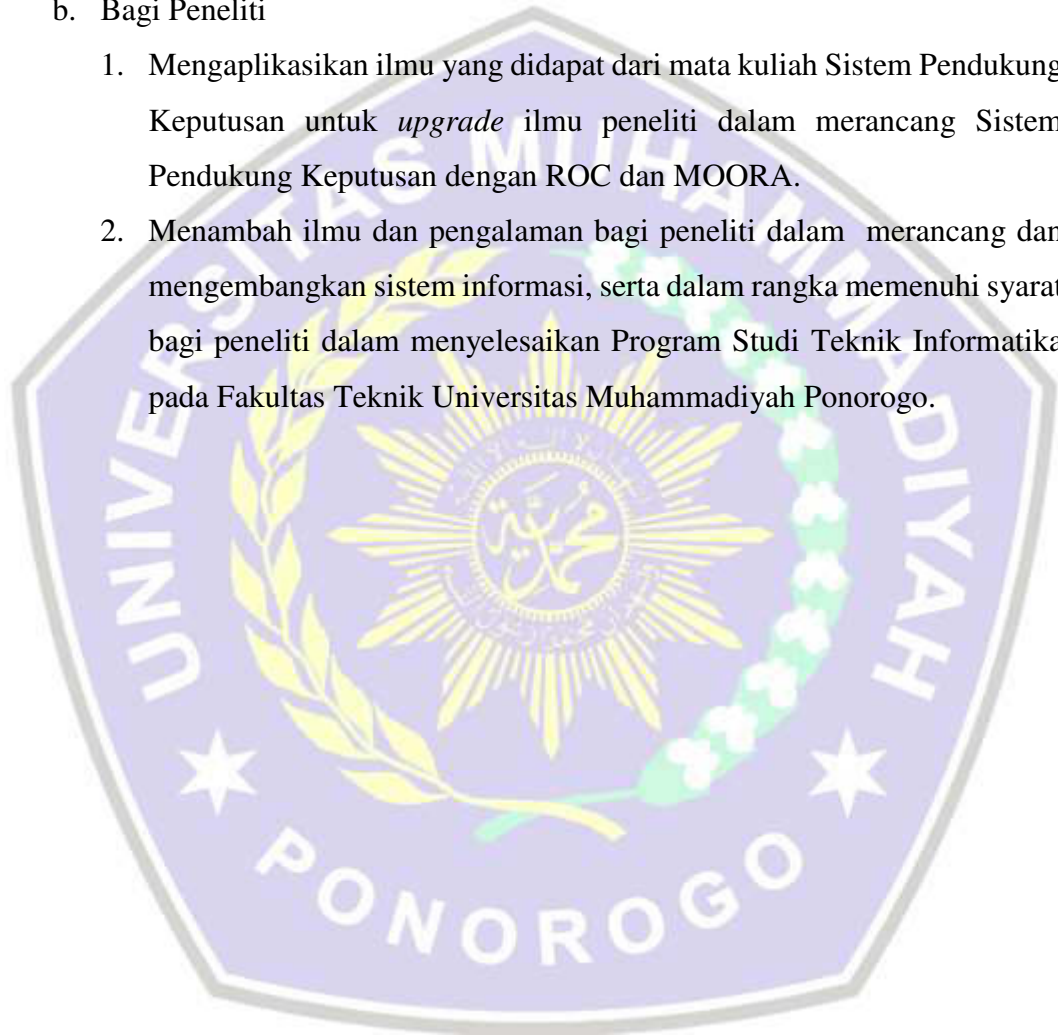 b. Bagi Peneliti
1. Mengaplikasikan ilmu yang didapat dari mata kuliah Sistem Pendukung
Keputusan untuk upgrade ilmu peneliti dalam merancang Sistem
Pendukung Keputusan dengan ROC dan MOORA.
2. Menambah ilmu dan pengalaman bagi peneliti dalam merancang dan
mengembangkan sistem informasi, serta dalam rangka memenuhi syarat
bagi peneliti dalam menyelesaikan Program Studi Teknik Informatika
pada Fakultas Teknik Universitas Muhammadiyah Ponorogo.
UNIVERSITAS MUHAMMADIYAH
PONOROGO
محمدية